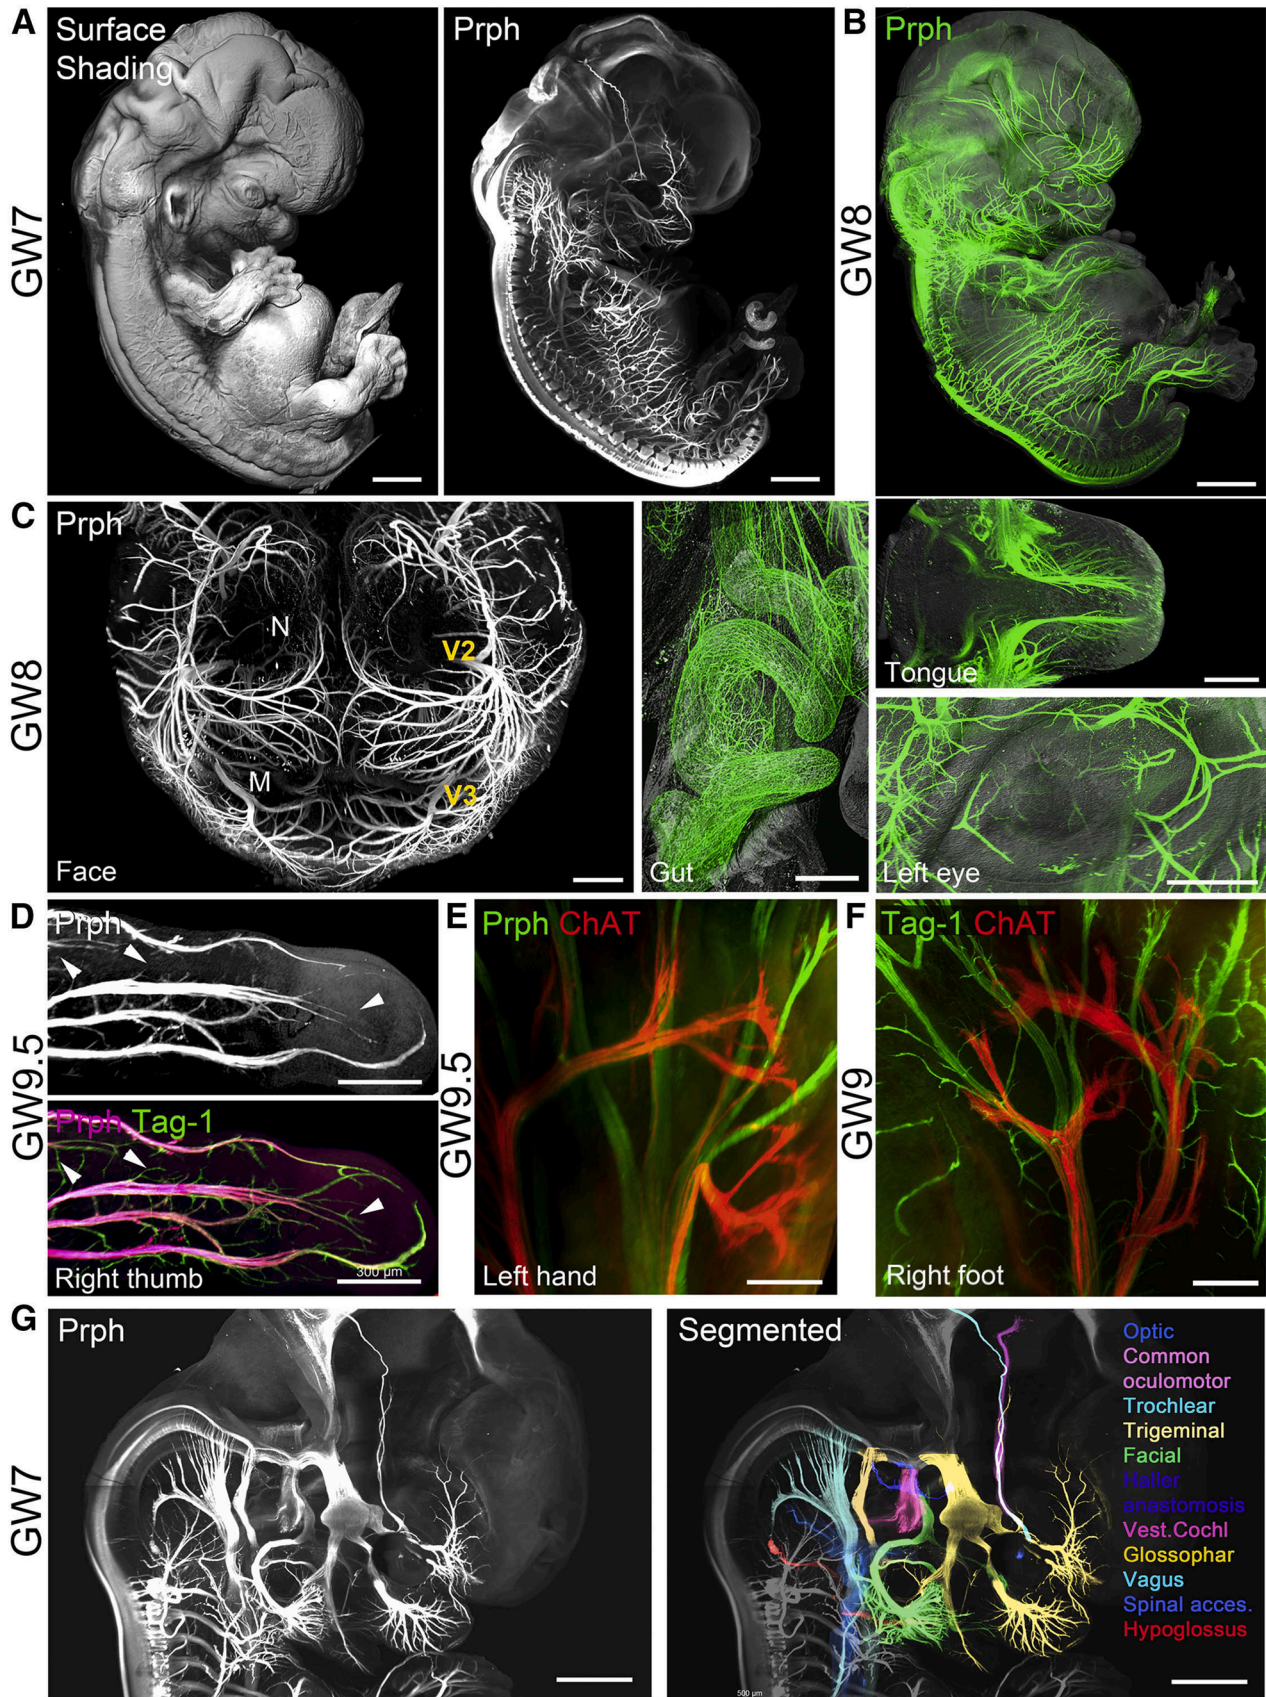 A
Surface
Shading
Prph
B
Prph
GW7
GW8
C
Prph
N
V2
M
V3
Face
Gut
Tongue
Left eye
GW8
D
Prph
Prph Tag-1
300 µm
Right thumb
GW9.5
E
Prph ChAT
Left hand
GW9.5
F
Tag-1 ChAT
Right foot
GW9
G
Prph
GW7
Segmented
Optic
Common
oculomotor
Trochlear
Trigeminal
Facial
Haller
anastomosis
Vest.Cochl
Glossophar
Vagus
Spinal acces.
Hypoglossus
500 µm